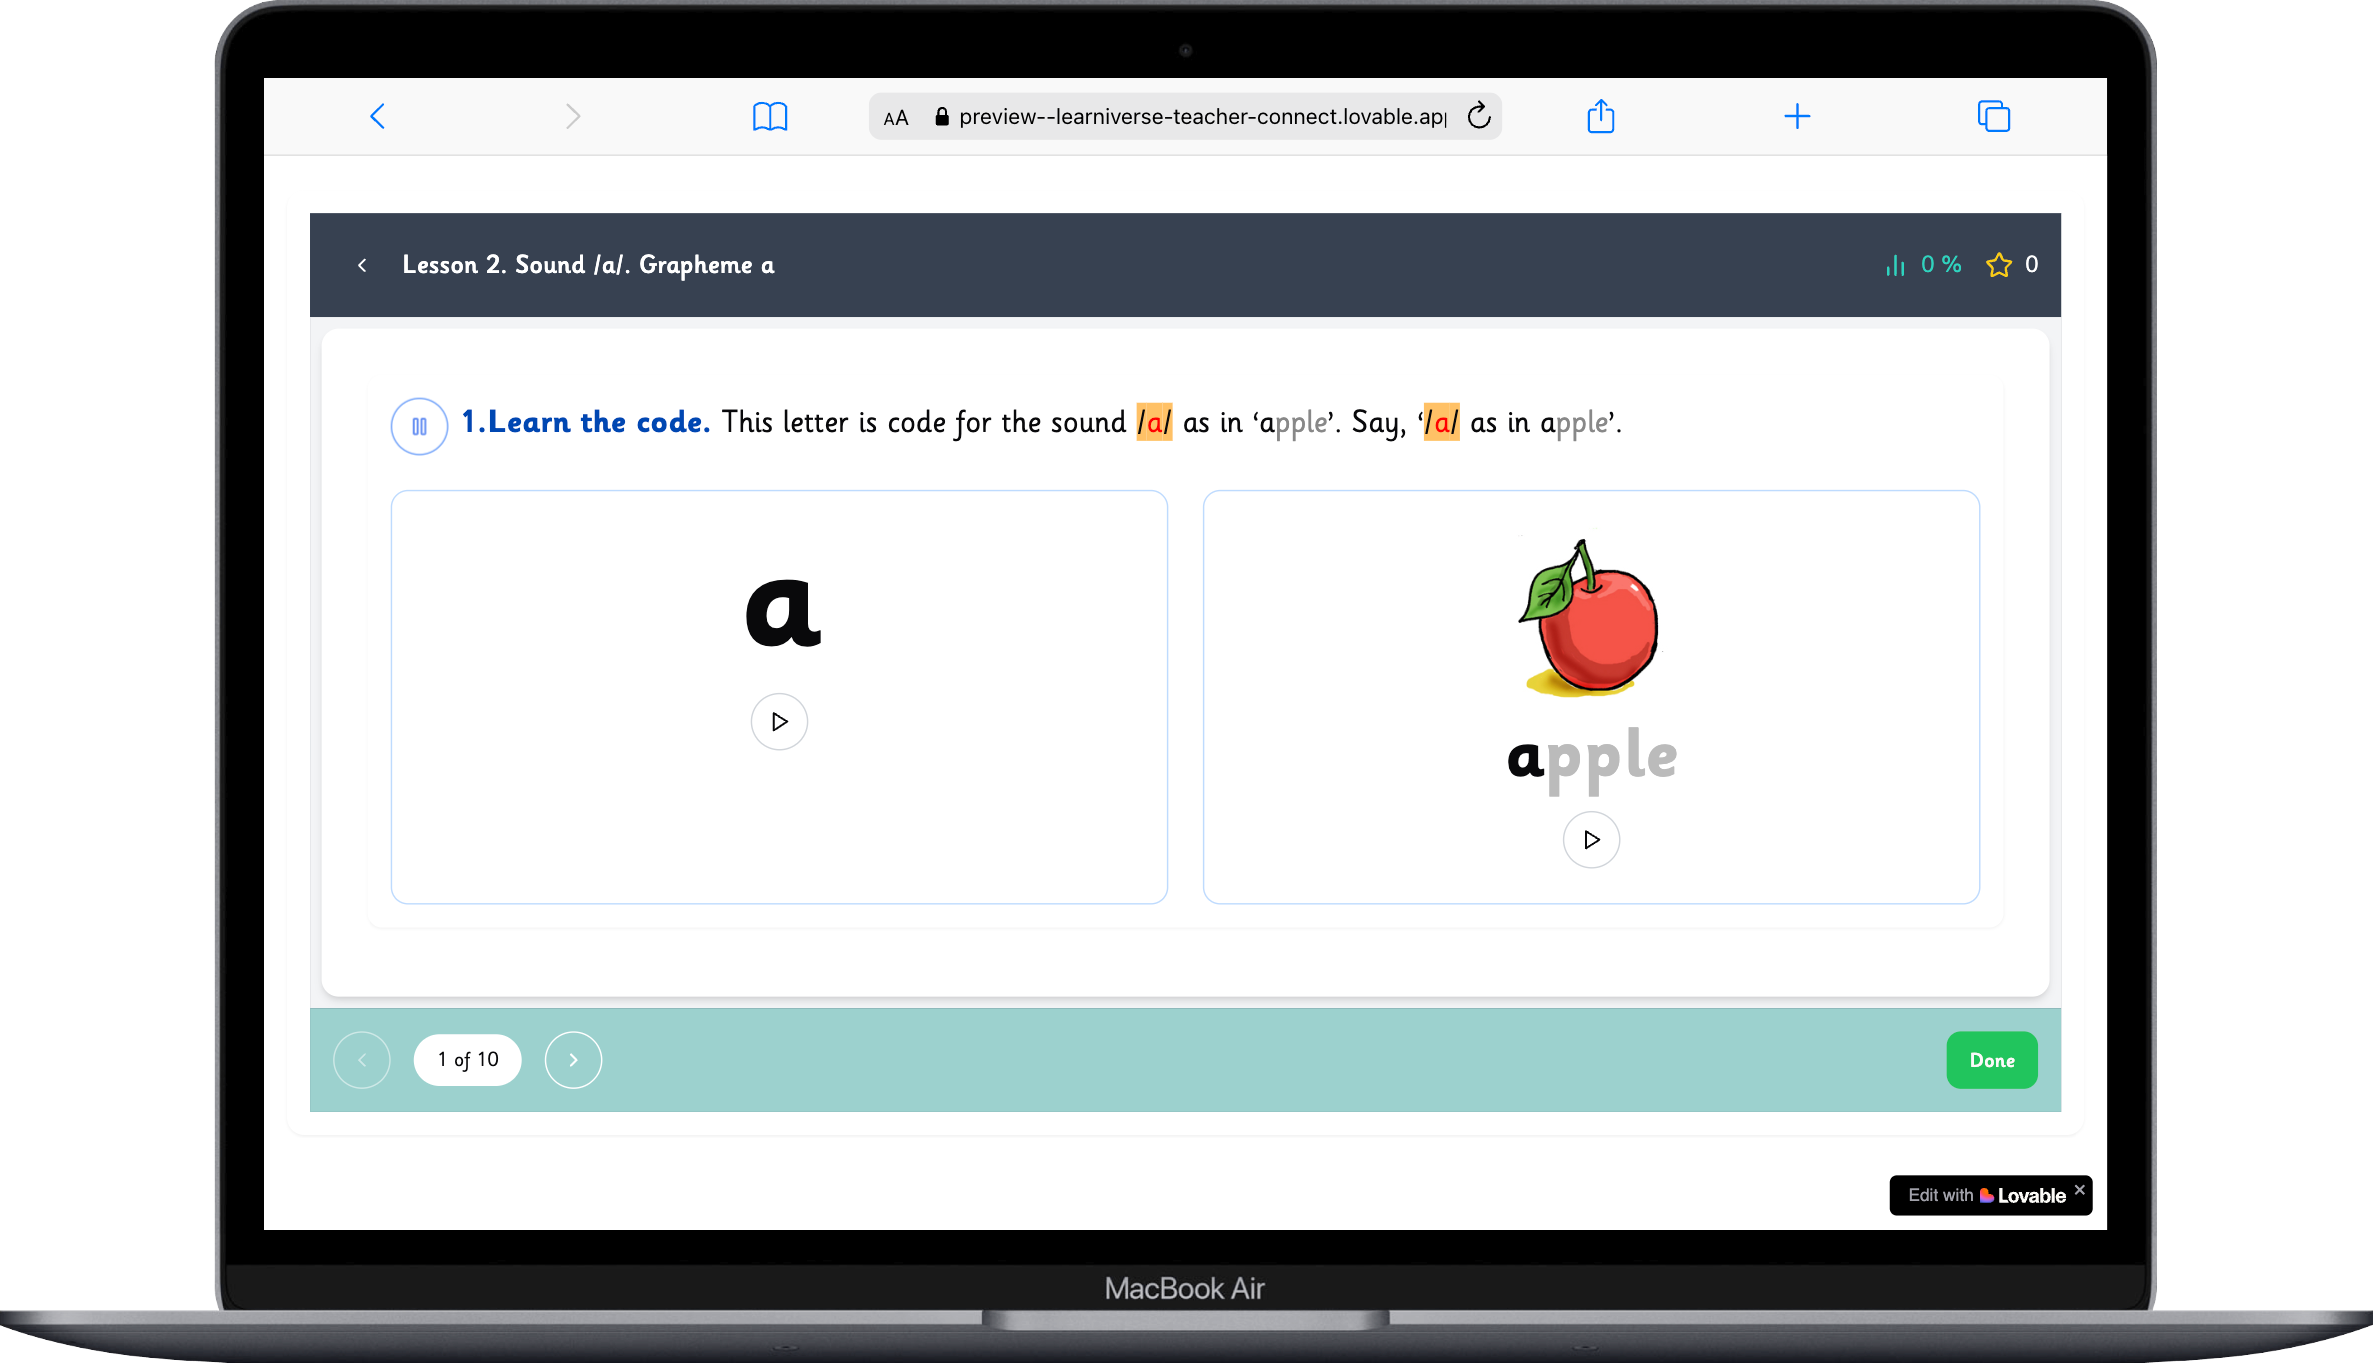 AA preview--learniverse-teacher-connect.lovable.ap
Lesson 2. Sound /a/. Grapheme a
0 %
0
1.Learn the code. This letter is code for the sound /a/ as in ‘apple’. Say, ‘/a/ as in apple’.
a
apple
1 of 10
Done
Edit with Lovable
MacBook Air